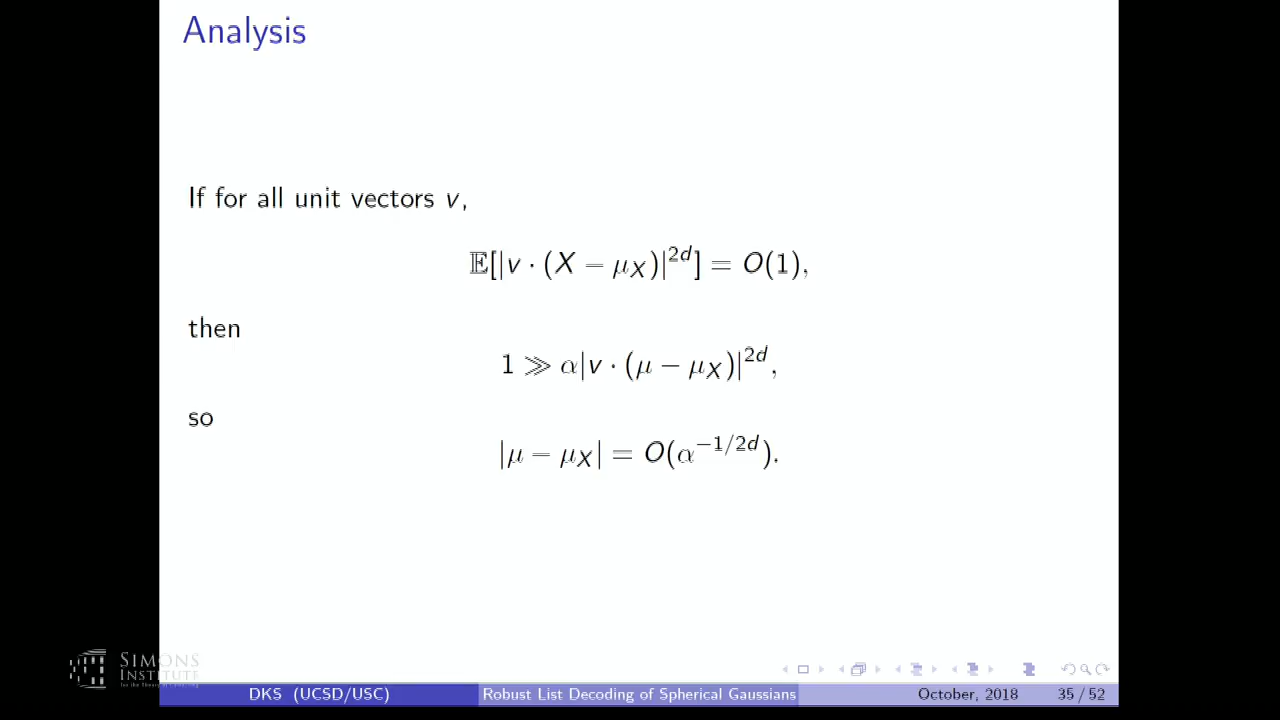 Analysis
If for all unit vectors v,
𝔼[|v · (X − μ_X)|^{2d}] = O(1),
then
1 ≫ α|v · (μ − μ_X)|^{2d},
so
|μ − μ_X| = O(α^{−1/2d}).
SIMONS
INSTITUTE
DKS (UCSD/USC) Robust List Decoding of Spherical Gaussians October, 2018 35 / 52